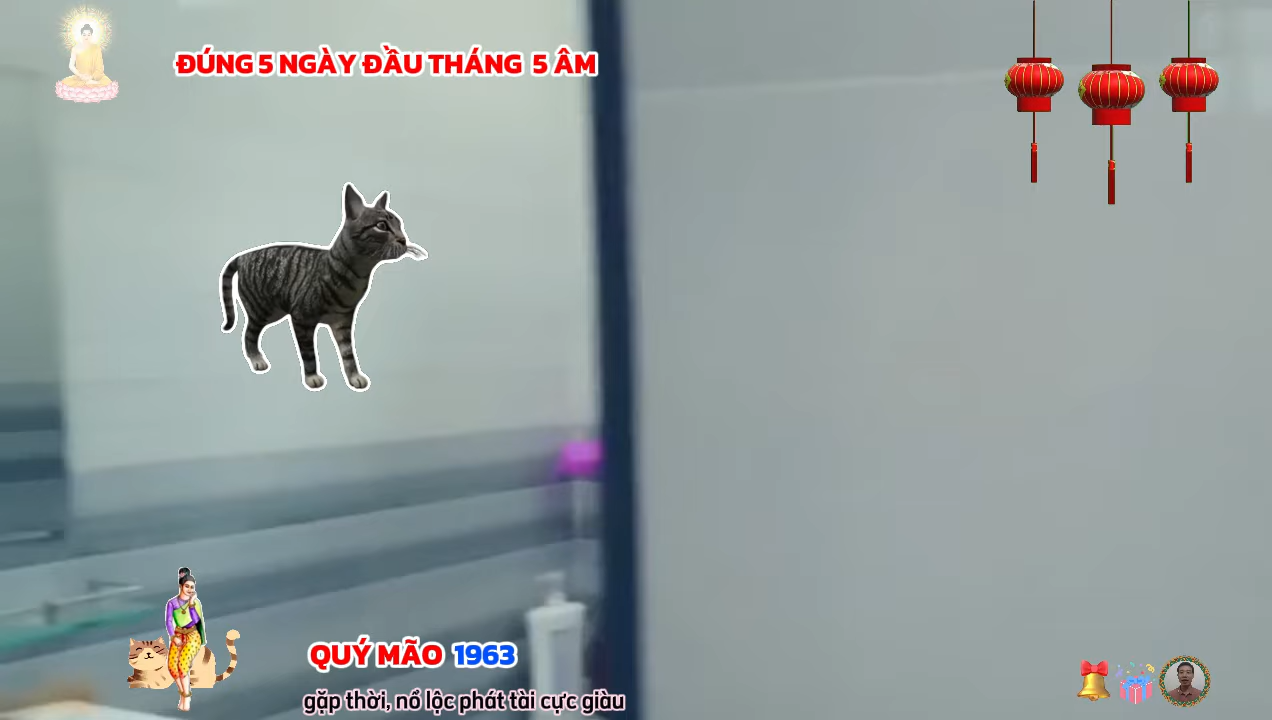 ĐÚNG 5 NGÀY ĐẦU THÁNG 5 ÂM
QUÝ MÃO 1963
gặp thời, nổ lộc phát tài cực giàu